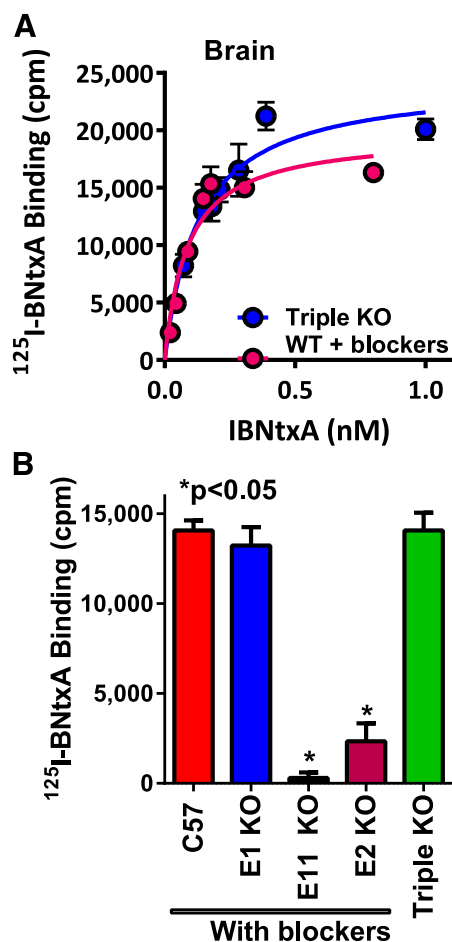 A
Brain
¹²⁵I-BNtxA Binding (cpm)
25,000
20,000
15,000
10,000
5,000
0
0.0 0.5 1.0
IBNtxA (nM)
Triple KO
WT + blockers
B
*p<0.05
¹²⁵I-BNtxA Binding (cpm)
15,000
10,000
5,000
0
* *
C57
E1 KO
E11 KO
E2 KO
Triple KO
With blockers